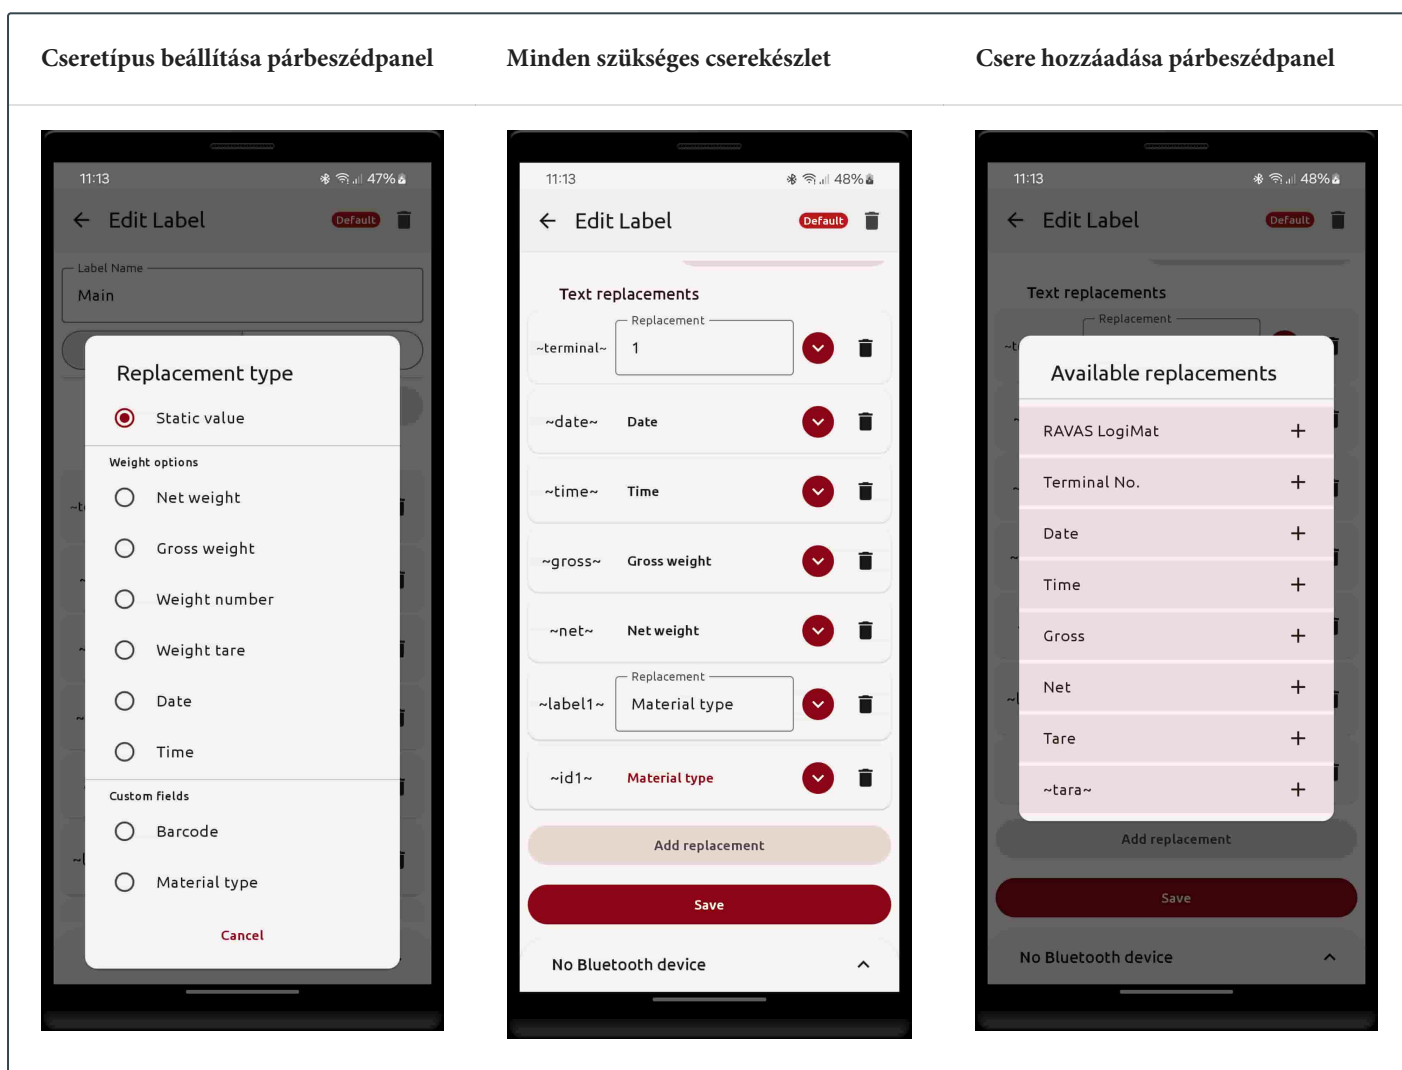 Cseretípus beállítása párbeszédpanel
Minden szükséges cserekészlet
Csere hozzáadása párbeszédpanel
11:13
47%
Edit Label
Default
Label Name
Main
Replacement type
Static value
Weight options
Net weight
Gross weight
Weight number
Weight tare
Date
Time
Custom fields
Barcode
Material type
Cancel
11:13
48%
Edit Label
Default
Text replacements
~terminal~
Replacement
1
~date~ Date
~time~ Time
~gross~ Gross weight
~net~ Net weight
~label1~
Replacement
Material type
~id1~ Material type
Add replacement
Save
No Bluetooth device
11:13
48%
Edit Label
Default
Text replacements
Replacement
Available replacements
RAVAS LogiMat
Terminal No.
Date
Time
Gross
Net
Tare
~tara~
Add replacement
Save
No Bluetooth device